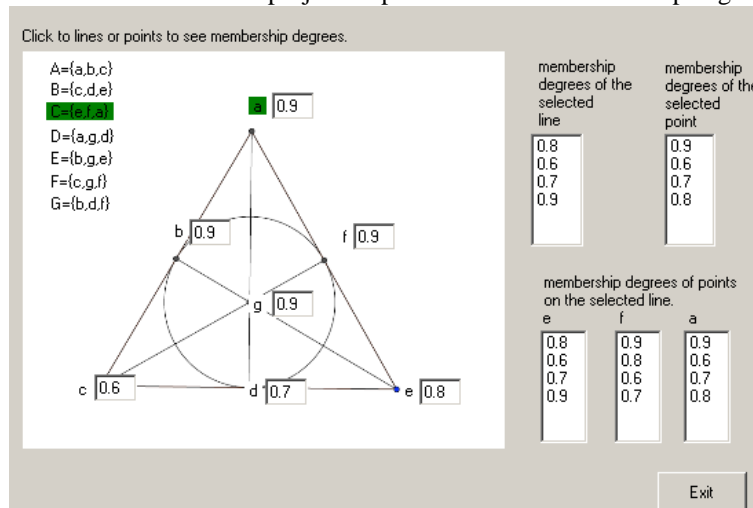 Click to lines or points to see membership degrees.
A={a,b,c}
B={c,d,e}
C={e,f,a}
D={a,g,d}
E={b,g,e}
F={c,g,f}
G={b,d,f}
a 0.9
b 0.9
f 0.9
g 0.9
c 0.6
d 0.7
e 0.8
membership
degrees of the
selected
line
0.8
0.6
0.7
0.9
membership
degrees of the
selected
point
0.9
0.6
0.7
0.8
membership degrees of points
on the selected line.
e f a
0.8 0.9 0.9
0.6 0.8 0.6
0.7 0.6 0.7
0.9 0.7 0.8
Exit